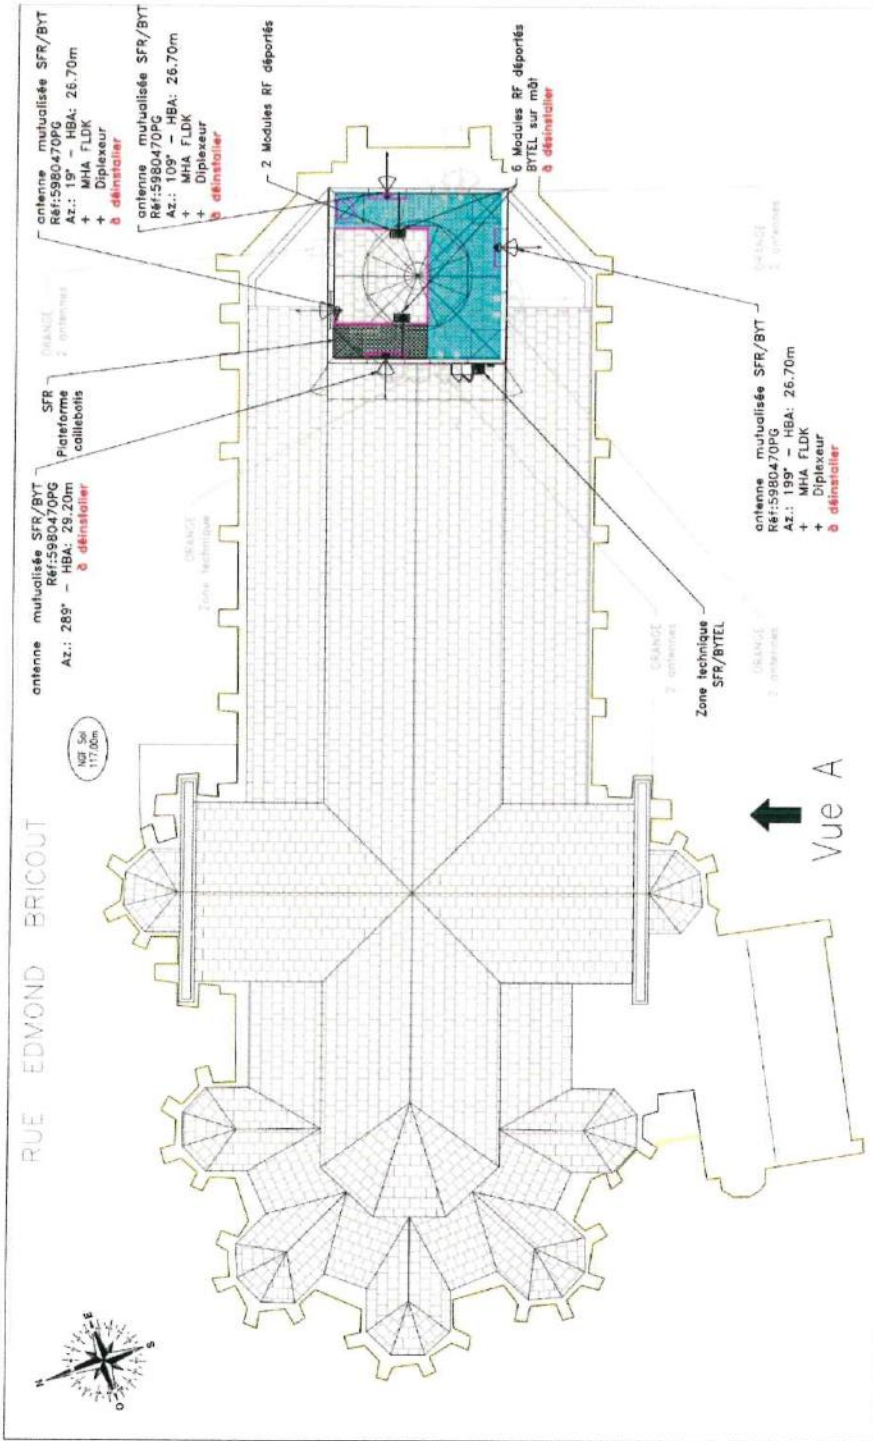 RUE EDMOND BRICOUT
NGF Sol
117.00m
antenne mutualisée SFR/BYT
Réf:5980470PG
Az.: 289° - HBA: 29.20m
à déinstaller
SFR
Plateforme
caillebotis
ORANGE
2 antennes
antenne mutualisée SFR/BYT
Réf:5980470PG
Az.: 19° - HBA: 26.70m
+ MHA FLDK
+ Diplexeur
à déinstaller
antenne mutualisée SFR/BYT
Réf:5980470PG
Az.: 109° - HBA: 26.70m
+ MHA FLDK
+ Diplexeur
à déinstaller
2 Modules RF déportés
6 Modules RF déportés
BYTEL sur mât
à désinstaller
ORANGE
Zone technique
ORANGE
2 antennes
antenne mutualisée SFR/BYT
Réf:5980470PG
Az.: 199° - HBA: 26.70m
+ MHA FLDK
+ Diplexeur
à déinstaller
ORANGE
2 antennes
ORANGE
2 antennes
Zone technique
SFR/BYTEL
Vue A
N
E
S
O